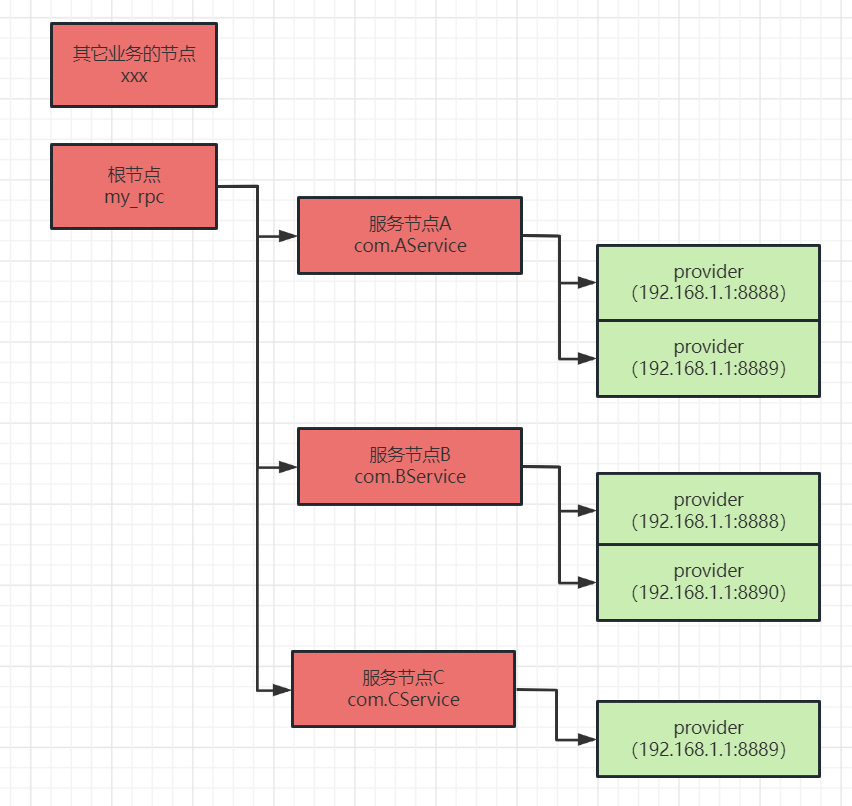 其它业务的节点
xxx
根节点
my_rpc
服务节点A
com.AService
provider
（192.168.1.1:8888）
provider
（192.168.1.1:8889）
服务节点B
com.BService
provider
（192.168.1.1:8888）
provider
（192.168.1.1:8890）
服务节点C
com.CService
provider
（192.168.1.1:8889）